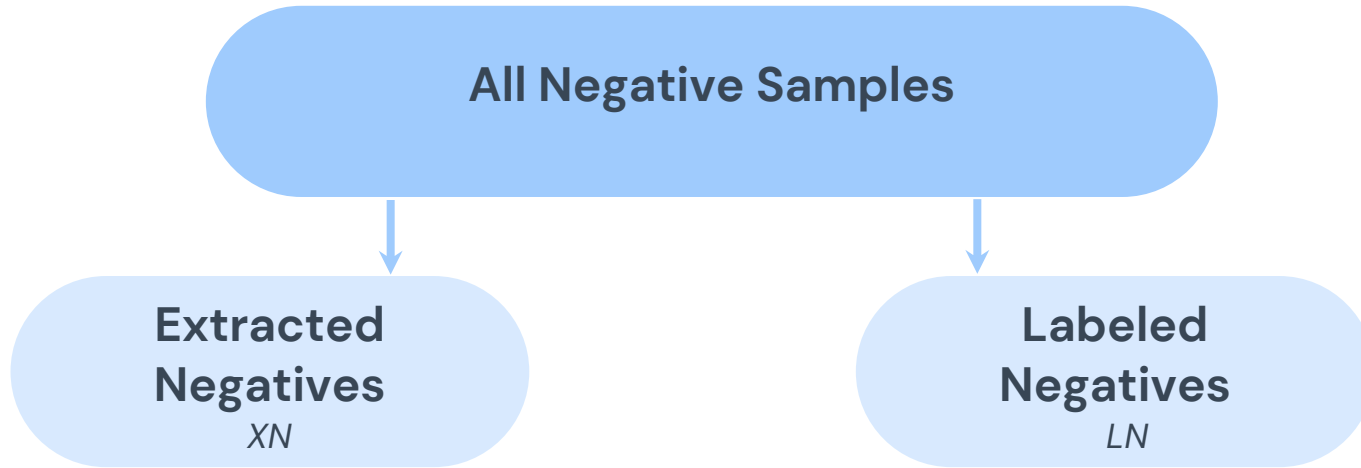 All Negative Samples
Extracted
Negatives
XN
Labeled
Negatives
LN